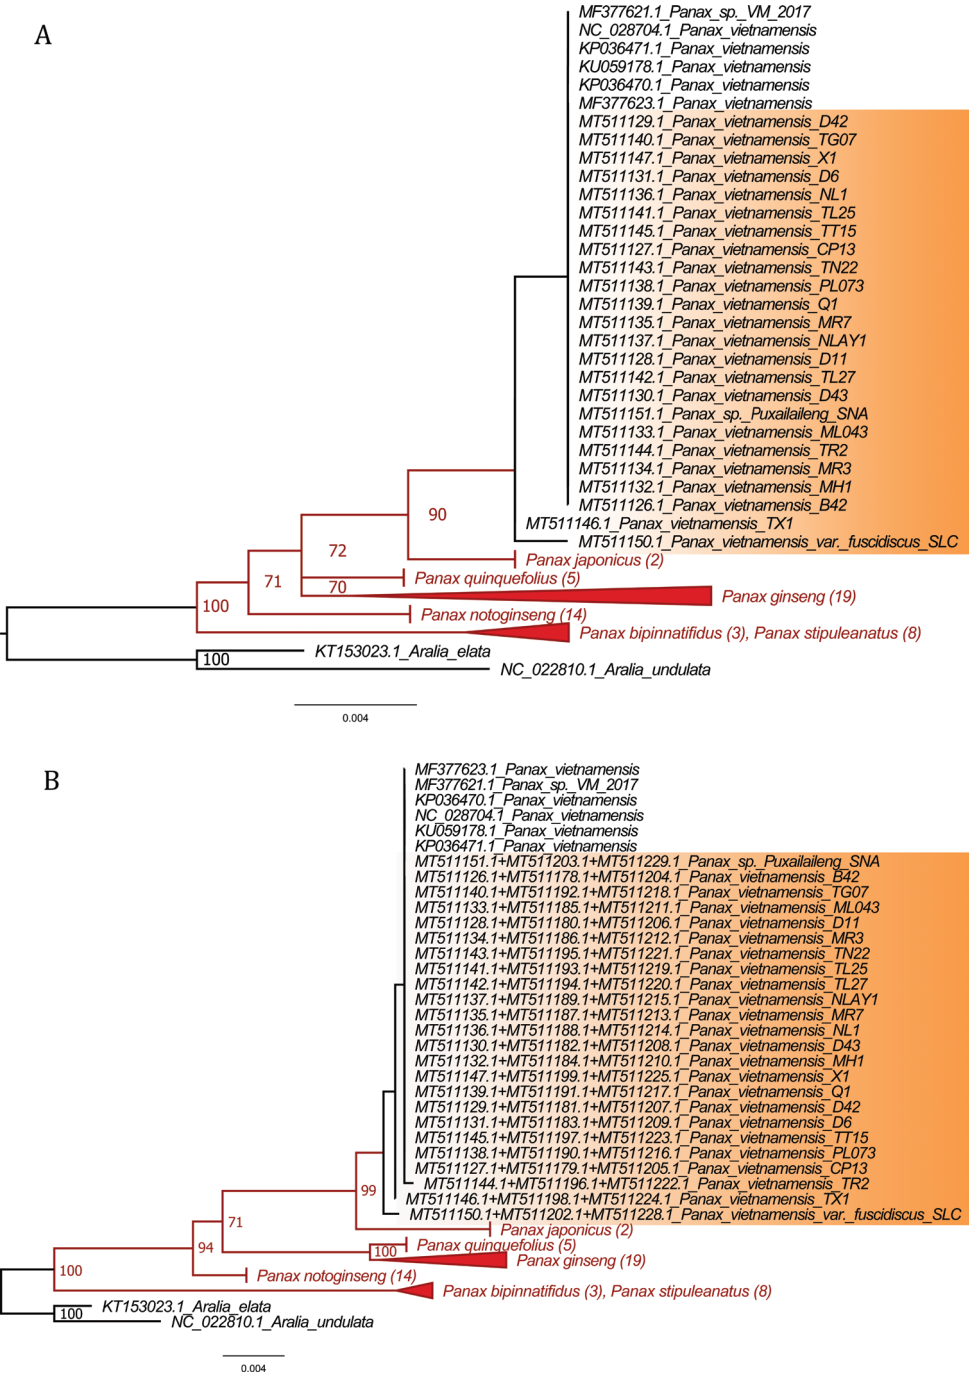 A
MF377621.1_Panax_sp._VM_2017
NC_028704.1_Panax_vietnamensis
KP036471.1_Panax_vietnamensis
KU059178.1_Panax_vietnamensis
KP036470.1_Panax_vietnamensis
MF377623.1_Panax_vietnamensis
MT511129.1_Panax_vietnamensis_D42
MT511140.1_Panax_vietnamensis_TG07
MT511147.1_Panax_vietnamensis_X1
MT511131.1_Panax_vietnamensis_D6
MT511136.1_Panax_vietnamensis_NL1
MT511141.1_Panax_vietnamensis_TL25
MT511145.1_Panax_vietnamensis_TT15
MT511127.1_Panax_vietnamensis_CP13
MT511143.1_Panax_vietnamensis_TN22
MT511138.1_Panax_vietnamensis_PL073
MT511139.1_Panax_vietnamensis_Q1
MT511135.1_Panax_vietnamensis_MR7
MT511137.1_Panax_vietnamensis_NLAY1
MT511128.1_Panax_vietnamensis_D11
MT511142.1_Panax_vietnamensis_TL27
MT511130.1_Panax_vietnamensis_D43
MT511151.1_Panax_sp._Puxailaileng_SNA
MT511133.1_Panax_vietnamensis_ML043
MT511144.1_Panax_vietnamensis_TR2
MT511134.1_Panax_vietnamensis_MR3
MT511132.1_Panax_vietnamensis_MH1
MT511126.1_Panax_vietnamensis_B42
90
MT511146.1_Panax_vietnamensis_TX1
MT511150.1_Panax_vietnamensis_var._fuscidiscus_SLC
72
Panax japonicus (2)
71
Panax quinquefolius (5)
70
Panax ginseng (19)
100
Panax notoginseng (14)
Panax bipinnatifidus (3), Panax stipuleanatus (8)
KT153023.1_Aralia_elata
100
NC_022810.1_Aralia_undulata
0.004
B
MF377623.1_Panax_vietnamensis
MF377621.1_Panax_sp._VM_2017
KP036470.1_Panax_vietnamensis
NC_028704.1_Panax_vietnamensis
KU059178.1_Panax_vietnamensis
KP036471.1_Panax_vietnamensis
MT511151.1+MT511203.1+MT511229.1_Panax_sp._Puxailaileng_SNA
MT511126.1+MT511178.1+MT511204.1_Panax_vietnamensis_B42
MT511140.1+MT511192.1+MT511218.1_Panax_vietnamensis_TG07
MT511133.1+MT511185.1+MT511211.1_Panax_vietnamensis_ML043
MT511128.1+MT511180.1+MT511206.1_Panax_vietnamensis_D11
MT511134.1+MT511186.1+MT511212.1_Panax_vietnamensis_MR3
MT511143.1+MT511195.1+MT511221.1_Panax_vietnamensis_TN22
MT511141.1+MT511193.1+MT511219.1_Panax_vietnamensis_TL25
MT511142.1+MT511194.1+MT511220.1_Panax_vietnamensis_TL27
MT511137.1+MT511189.1+MT511215.1_Panax_vietnamensis_NLAY1
MT511135.1+MT511187.1+MT511213.1_Panax_vietnamensis_MR7
MT511136.1+MT511188.1+MT511214.1_Panax_vietnamensis_NL1
MT511130.1+MT511182.1+MT511208.1_Panax_vietnamensis_D43
MT511132.1+MT511184.1+MT511210.1_Panax_vietnamensis_MH1
MT511147.1+MT511199.1+MT511225.1_Panax_vietnamensis_X1
MT511139.1+MT511191.1+MT511217.1_Panax_vietnamensis_Q1
MT511129.1+MT511181.1+MT511207.1_Panax_vietnamensis_D42
MT511131.1+MT511183.1+MT511209.1_Panax_vietnamensis_D6
MT511145.1+MT511197.1+MT511223.1_Panax_vietnamensis_TT15
MT511138.1+MT511190.1+MT511216.1_Panax_vietnamensis_PL073
MT511127.1+MT511179.1+MT511205.1_Panax_vietnamensis_CP13
MT511144.1+MT511196.1+MT511222.1_Panax_vietnamensis_TR2
99
MT511146.1+MT511198.1+MT511224.1_Panax_vietnamensis_TX1
MT511150.1+MT511202.1+MT511228.1_Panax_vietnamensis_var._fuscidiscus_SLC
71
Panax japonicus (2)
94
Panax quinquefolius (5)
100
Panax ginseng (19)
100
Panax notoginseng (14)
Panax bipinnatifidus (3), Panax stipuleanatus (8)
KT153023.1_Aralia_elata
100
NC_022810.1_Aralia_undulata
0.004